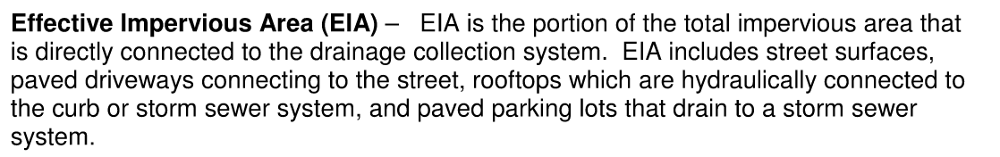 Effective Impervious Area (EIA) –   EIA is the portion of the total impervious area that
is directly connected to the drainage collection system.  EIA includes street surfaces,
paved driveways connecting to the street, rooftops which are hydraulically connected to
the curb or storm sewer system, and paved parking lots that drain to a storm sewer
system.